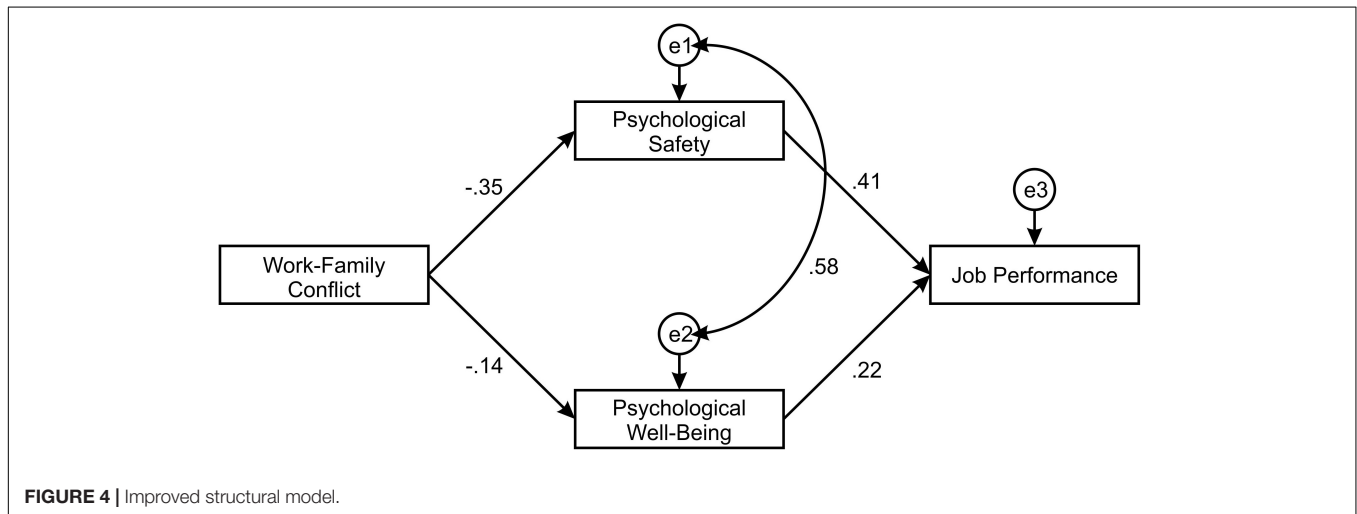 e1
Psychological
Safety
-.35
.41
e3
Work-Family
Conflict
.58
Job Performance
e2
-.14
.22
Psychological
Well-Being
FIGURE 4 | Improved structural model.